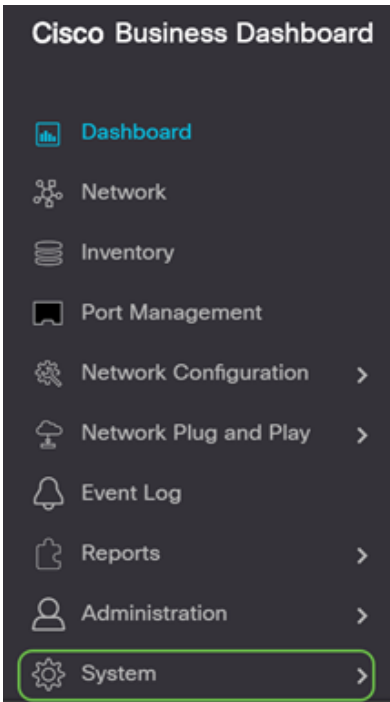 Cisco Business Dashboard
Dashboard
Network
Inventory
Port Management
Network Configuration
Network Plug and Play
Event Log
Reports
Administration
System